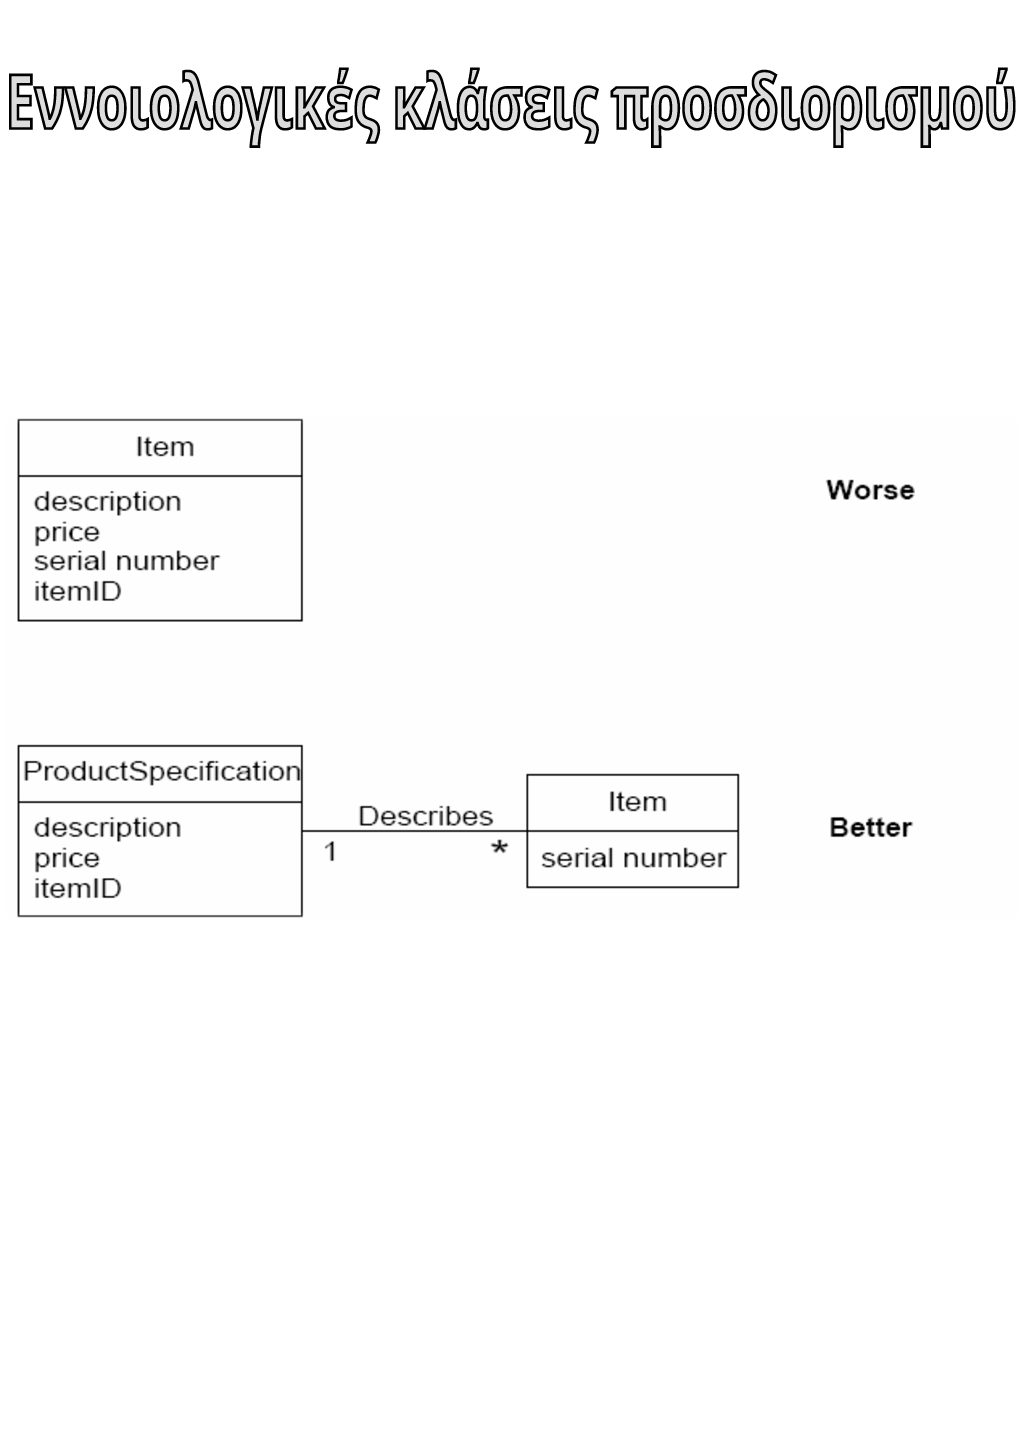 Εννοιολογικές κλάσεις προσδιορισμού
Item
description
price
serial number
itemID
Worse
ProductSpecification
description
price
itemID
Describes
1
*
Item
serial number
Better